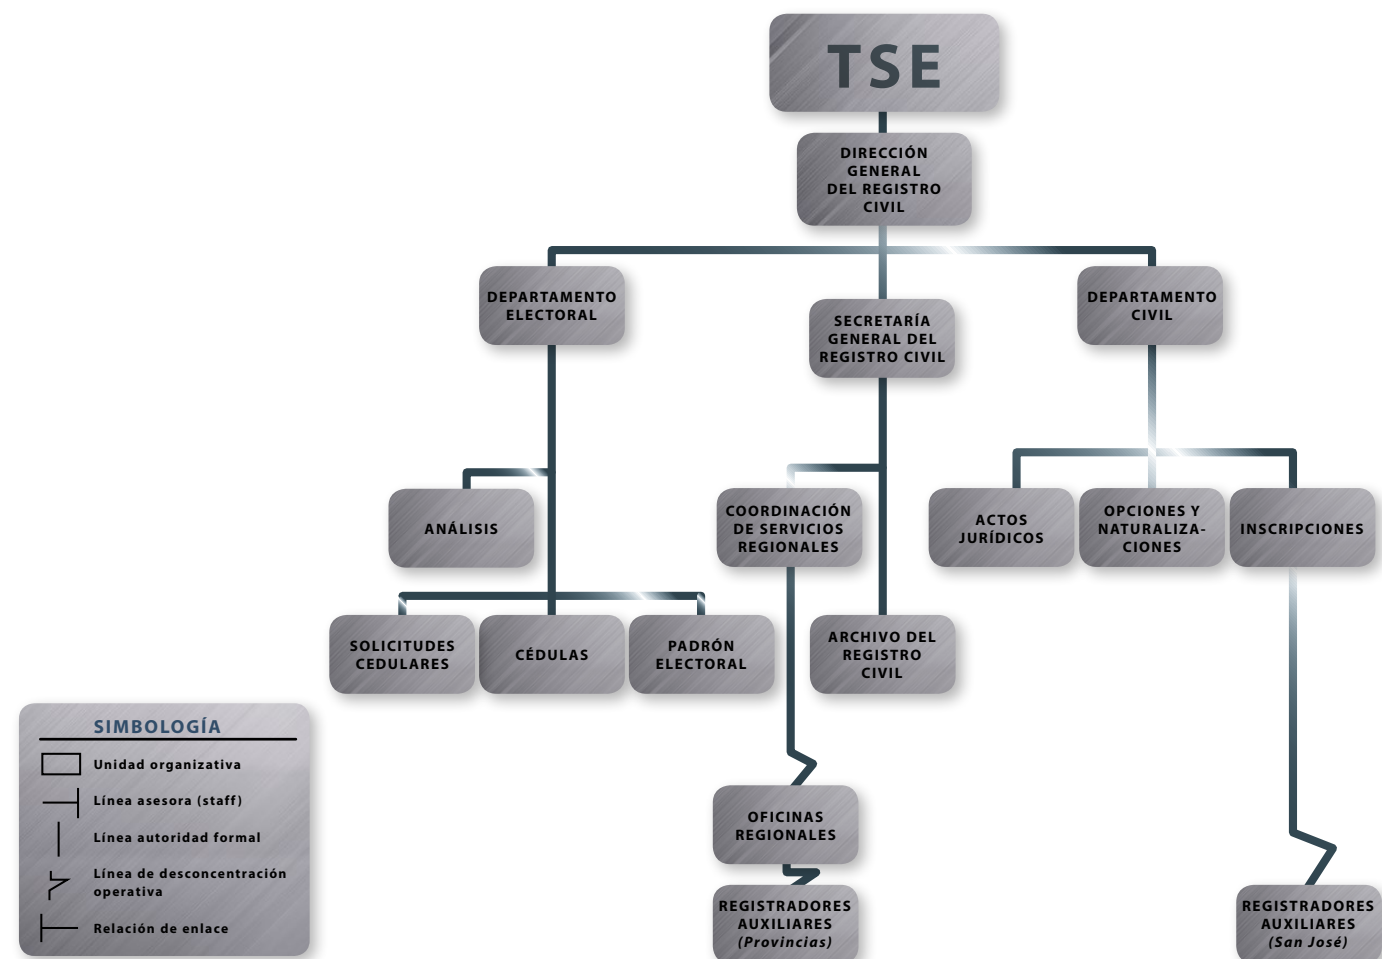 TSE
DIRECCIÓN
GENERAL
DEL REGISTRO
CIVIL
DEPARTAMENTO
ELECTORAL
SECRETARÍA
GENERAL DEL
REGISTRO CIVIL
DEPARTAMENTO
CIVIL
ANÁLISIS
COORDINACIÓN
DE SERVICIOS
REGIONALES
ACTOS
JURÍDICOS
OPCIONES Y
NATURALIZA-
CIONES
INSCRIPCIONES
SOLICITUDES
CEDULARES
CÉDULAS
PADRÓN
ELECTORAL
ARCHIVO DEL
REGISTRO
CIVIL
SIMBOLOGÍA
Unidad organizativa
Línea asesora (staff)
Línea autoridad formal
Línea de desconcentración
operativa
Relación de enlace
OFICINAS
REGIONALES
REGISTRADORES
AUXILIARES
(Provincias)
REGISTRADORES
AUXILIARES
(San José)